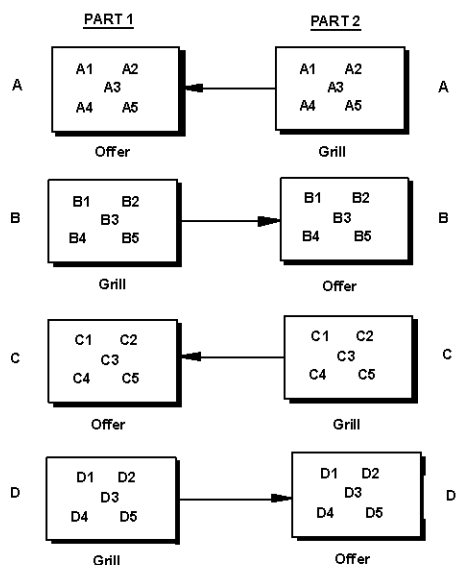 PART 1 PART 2
A1 A2 A1 A2
A A3 A3 A
A4 A5 A4 A5
Offer Grill
B1 B2 B1 B2
B B3 B3 B
B4 B5 B4 B5
Grill Offer
C1 C2 C1 C2
C C3 C3 C
C4 C5 C4 C5
Offer Grill
D1 D2 D1 D2
D D3 D3 D
D4 D5 D4 D5
Grill Offer